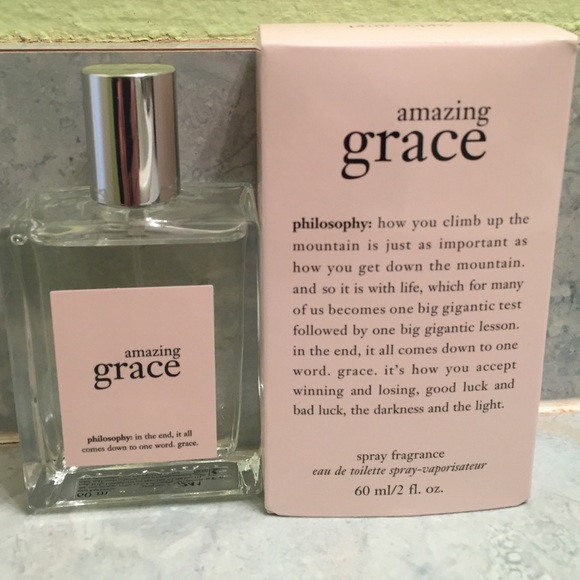 amazing
grace
philosophy: in the end, it all
comes down to one word. grace.
amazing
grace
philosophy: how you climb up the
mountain is just as important as
how you get down the mountain.
and so it is with life, which for many
of us becomes one big gigantic test
followed by one big gigantic lesson.
in the end, it all comes down to one
word. grace. it's how you accept
winning and losing, good luck and
bad luck, the darkness and the light.
spray fragrance
eau de toilette spray-vaporisateur
60 ml/2 fl. oz.